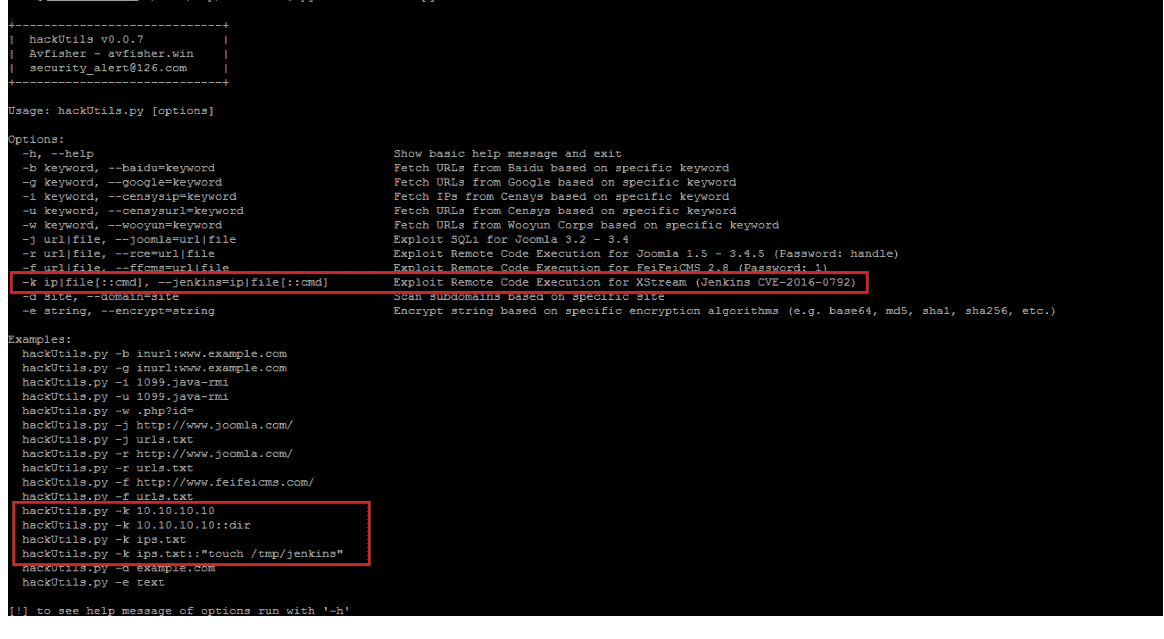 +-----------------------------+
| hackUtils v0.0.7 |
| Avfisher - avfisher.win |
| security_alert@126.com |
+-----------------------------+
Usage: hackUtils.py [options]
Options:
-h, --help Show basic help message and exit
-b keyword, --baidu=keyword Fetch URLs from Baidu based on specific keyword
-g keyword, --google=keyword Fetch URLs from Google based on specific keyword
-i keyword, --censysip=keyword Fetch IPs from Censys based on specific keyword
-u keyword, --censysurl=keyword Fetch URLs from Censys based on specific keyword
-w keyword, --wooyun=keyword Fetch URLs from Wooyun Corps based on specific keyword
-j url|file, --joomla=url|file Exploit SQLi for Joomla 3.2 - 3.4
-r url|file, --rce=url|file Exploit Remote Code Execution for Joomla 1.5 - 3.4.5 (Password: handle)
-f url|file, --ffcms=url|file Exploit Remote Code Execution for FeiFeiCMS 2.8 (Password: 1)
-k ip|file[::cmd], --jenkins=ip|file[::cmd] Exploit Remote Code Execution for XStream (Jenkins CVE-2016-0792)
-d site, --domain=site Scan subdomains based on specific site
-e string, --encrypt=string Encrypt string based on specific encryption algorithms (e.g. base64, md5, sha1, sha256, etc.)
Examples:
hackUtils.py -b inurl:www.example.com
hackUtils.py -g inurl:www.example.com
hackUtils.py -i 1099.java-rmi
hackUtils.py -u 1099.java-rmi
hackUtils.py -w .php?id=
hackUtils.py -j http://www.joomla.com/
hackUtils.py -j urls.txt
hackUtils.py -r http://www.joomla.com/
hackUtils.py -r urls.txt
hackUtils.py -f http://www.feifeicms.com/
hackUtils.py -f urls.txt
hackUtils.py -k 10.10.10.10
hackUtils.py -k 10.10.10.10::dir
hackUtils.py -k ips.txt
hackUtils.py -k ips.txt::"touch /tmp/jenkins"
hackUtils.py -d example.com
hackUtils.py -e text
[!] to see help message of options run with '-h'